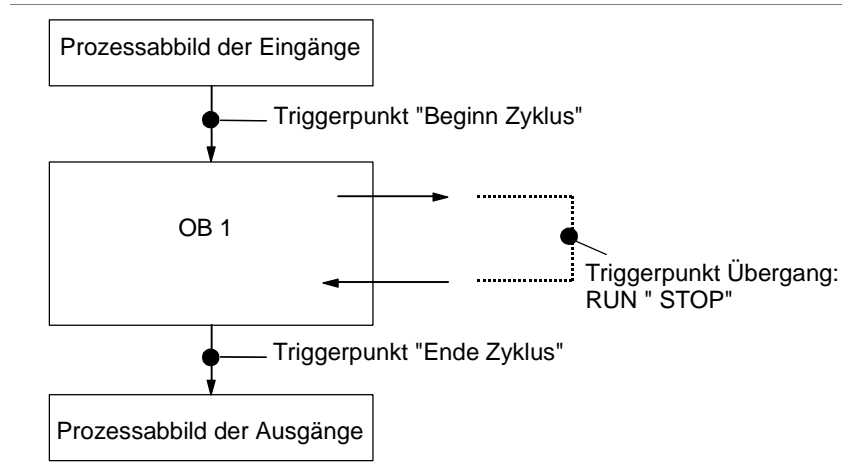 Prozessabbild der Eingänge
Triggerpunkt "Beginn Zyklus"
OB 1
Triggerpunkt Übergang:
RUN " STOP"
Triggerpunkt "Ende Zyklus"
Prozessabbild der Ausgänge